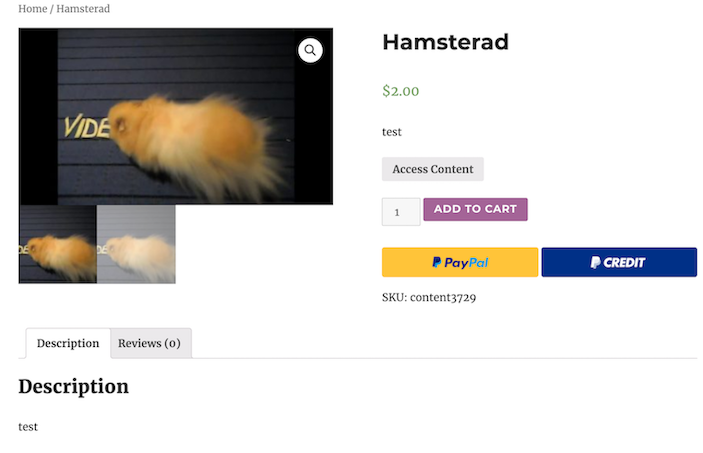 Home / Hamsterad
VIDE
Hamsterad
$2.00
test
Access Content
1
ADD TO CART
PayPal
CREDIT
SKU: content3729
Description
Reviews (0)
Description
test